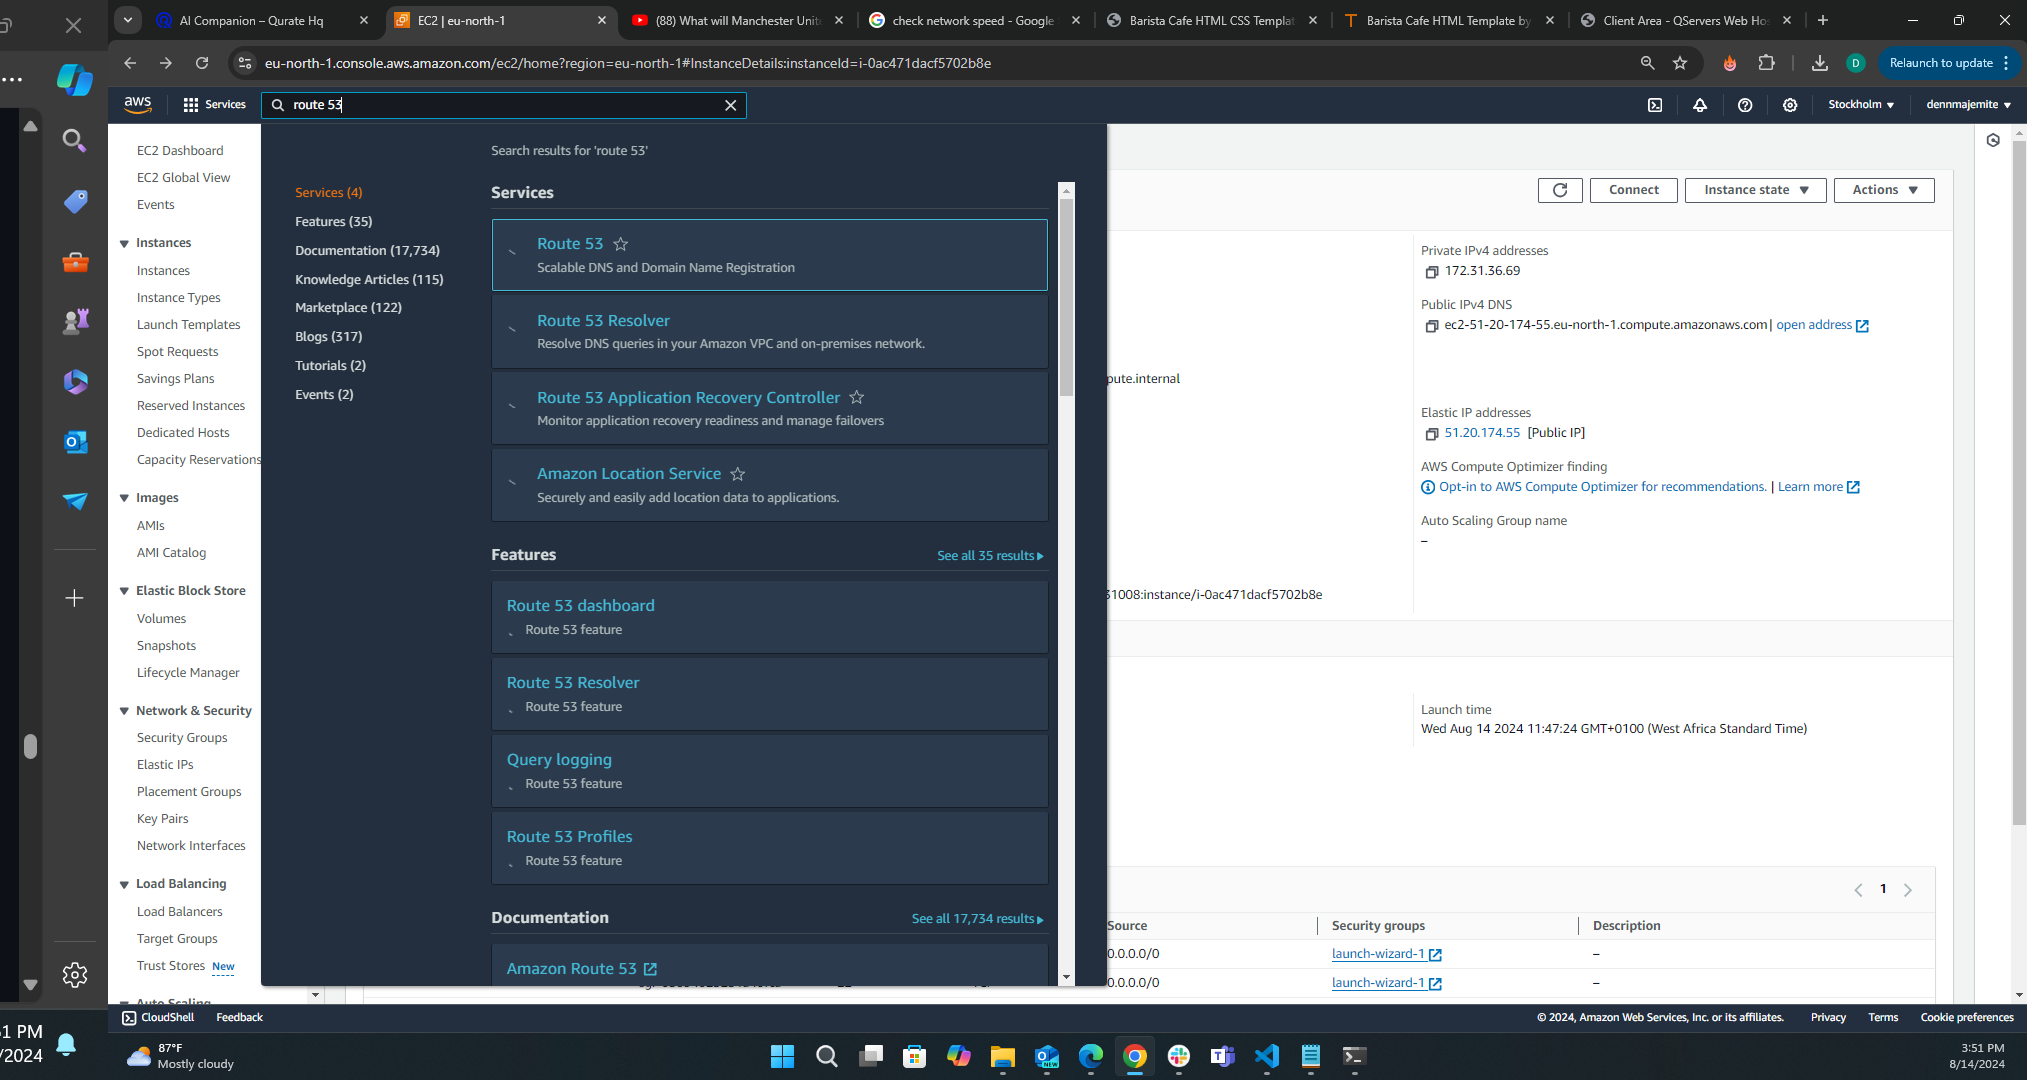 AI Companion – Qurate Hq
EC2 | eu-north-1
(88) What will Manchester Unit
check network speed - Google
Barista Cafe HTML CSS Templat
Barista Cafe HTML Template by
Client Area - QServers Web Ho
eu-north-1.console.aws.amazon.com/ec2/home?region=eu-north-1#InstanceDetails:instanceId=i-0ac471dacf5702b8e
D
Relaunch to update
aws
Services
route 53
Stockholm
dennmajemite
EC2 Dashboard
EC2 Global View
Events
Instances
Instances
Instance Types
Launch Templates
Spot Requests
Savings Plans
Reserved Instances
Dedicated Hosts
Capacity Reservations
Images
AMIs
AMI Catalog
Elastic Block Store
Volumes
Snapshots
Lifecycle Manager
Network & Security
Security Groups
Elastic IPs
Placement Groups
Key Pairs
Network Interfaces
Load Balancing
Load Balancers
Target Groups
Trust Stores New
Auto Scaling
Search results for 'route 53'
Services (4)
Features (35)
Documentation (17,734)
Knowledge Articles (115)
Marketplace (122)
Blogs (317)
Tutorials (2)
Events (2)
Services
Route 53
Scalable DNS and Domain Name Registration
Route 53 Resolver
Resolve DNS queries in your Amazon VPC and on-premises network.
Route 53 Application Recovery Controller
Monitor application recovery readiness and manage failovers
Amazon Location Service
Securely and easily add location data to applications.
Features
See all 35 results
Route 53 dashboard
Route 53 feature
Route 53 Resolver
Route 53 feature
Query logging
Route 53 feature
Route 53 Profiles
Route 53 feature
Documentation
See all 17,734 results
Amazon Route 53
Connect
Instance state
Actions
Private IPv4 addresses
172.31.36.69
Public IPv4 DNS
ec2-51-20-174-55.eu-north-1.compute.amazonaws.com | open address
pute.internal
Elastic IP addresses
51.20.174.55 [Public IP]
AWS Compute Optimizer finding
Opt-in to AWS Compute Optimizer for recommendations. | Learn more
Auto Scaling Group name
–
31008:instance/i-0ac471dacf5702b8e
Launch time
Wed Aug 14 2024 11:47:24 GMT+0100 (West Africa Standard Time)
1
Source
Security groups
Description
0.0.0.0/0
launch-wizard-1
–
0.0.0.0/0
launch-wizard-1
–
CloudShell
Feedback
© 2024, Amazon Web Services, Inc. or its affiliates.
Privacy
Terms
Cookie preferences
51 PM
/2024
87°F
Mostly cloudy
NEW
3:51 PM
8/14/2024